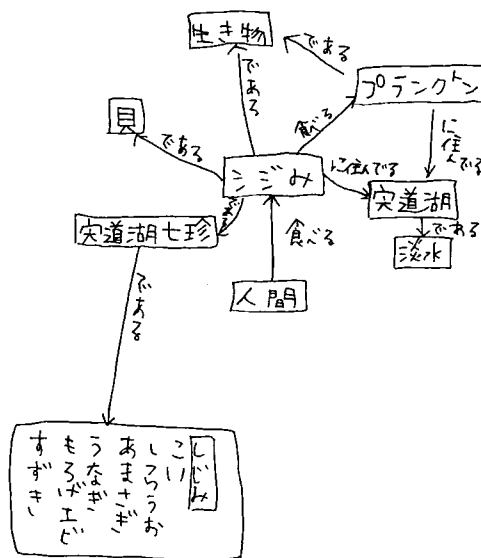 生き物
である
プランクトン
である
食べる
に住んでる
貝
である
シジみ
に住んでる
宍道湖
である
淡水
宍道湖七珍
食べる
人間
である
しじみ
こい
しらうお
あまさぎ
うなぎ
もろげエビ
すずき